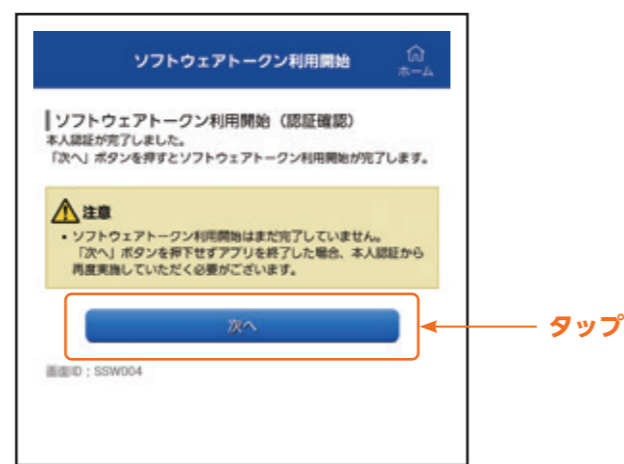 ソフトウェアトークン利用開始
ホーム
ソフトウェアトークン利用開始（認証確認）
本人認証が完了しました。
「次へ」ボタンを押すとソフトウェアトークン利用開始が完了します。
注意
・ソフトウェアトークン利用開始はまだ完了していません。
「次へ」ボタンを押下せずアプリを終了した場合、本人認証から
再度実施していただく必要がございます。
次へ
タップ
画面ID：SSW004